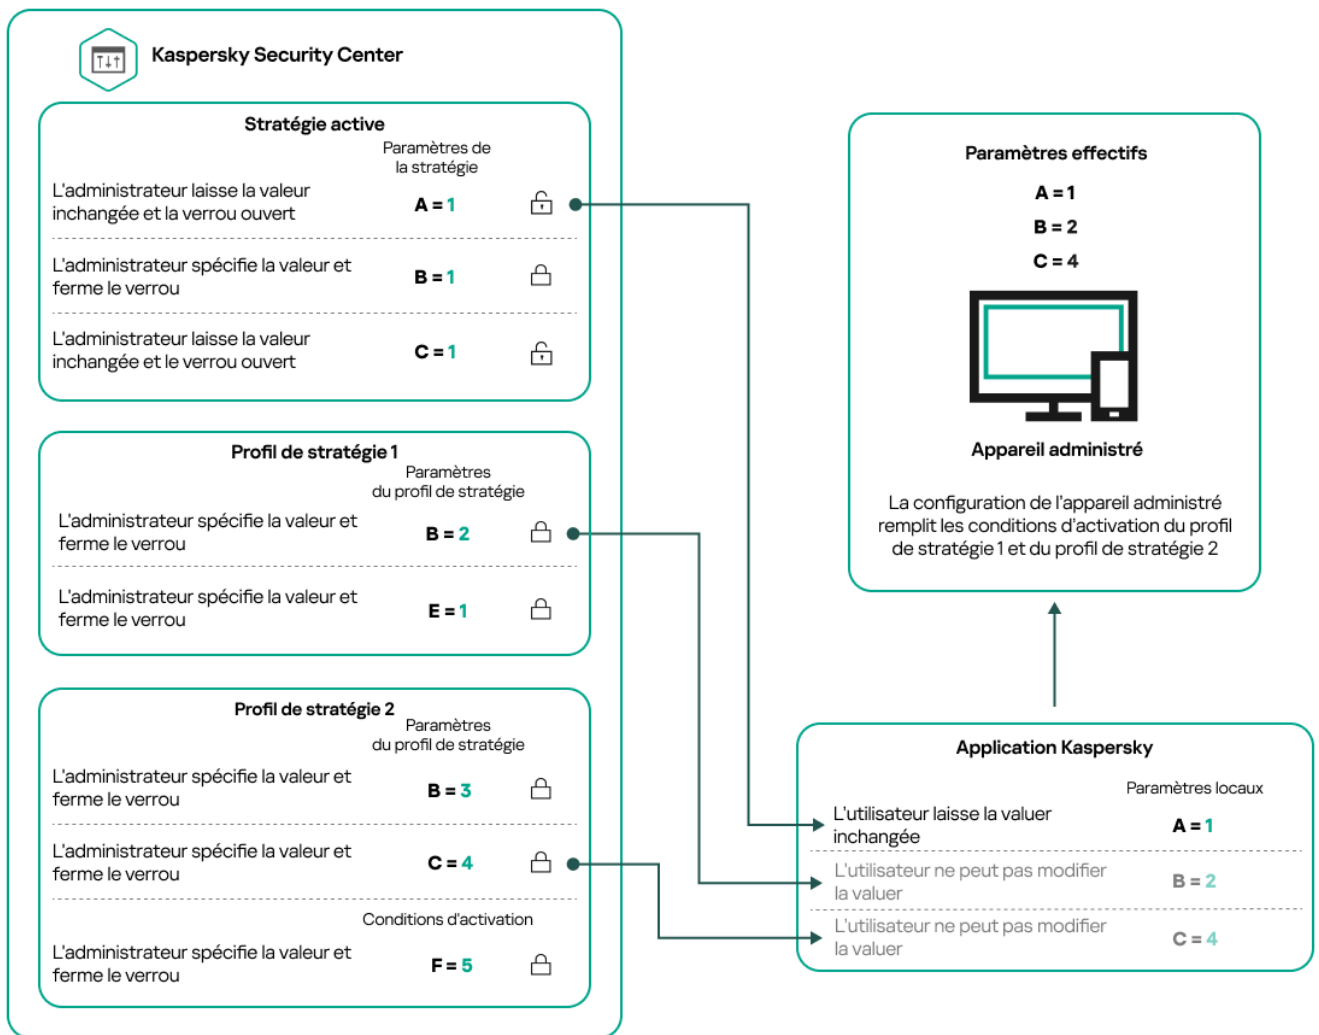 Kaspersky Security Center
Stratégie active
Paramètres de
la stratégie
L'administrateur laisse la valeur
inchangée et la verrou ouvert
A = 1
L'administrateur spécifie la valeur et
ferme le verrou
B = 1
L'administrateur laisse la valeur
inchangée et le verrou ouvert
C = 1
Profil de stratégie 1
Paramètres
du profil de stratégie
L'administrateur spécifie la valeur et
ferme le verrou
B = 2
L'administrateur spécifie la valeur et
ferme le verrou
E = 1
Profil de stratégie 2
Paramètres
du profil de stratégie
L'administrateur spécifie la valeur et
ferme le verrou
B = 3
L'administrateur spécifie la valeur et
ferme le verrou
C = 4
Conditions d'activation
L'administrateur spécifie la valeur et
ferme le verrou
F = 5
Paramètres effectifs
A = 1
B = 2
C = 4
Appareil administré
La configuration de l'appareil administré
remplit les conditions d'activation du profil
de stratégie 1 et du profil de stratégie 2
Application Kaspersky
Paramètres locaux
L'utilisateur laisse la valuer
inchangée
A = 1
L'utilisateur ne peut pas modifier
la valuer
B = 2
L'utilisateur ne peut pas modifier
la valuer
C = 4